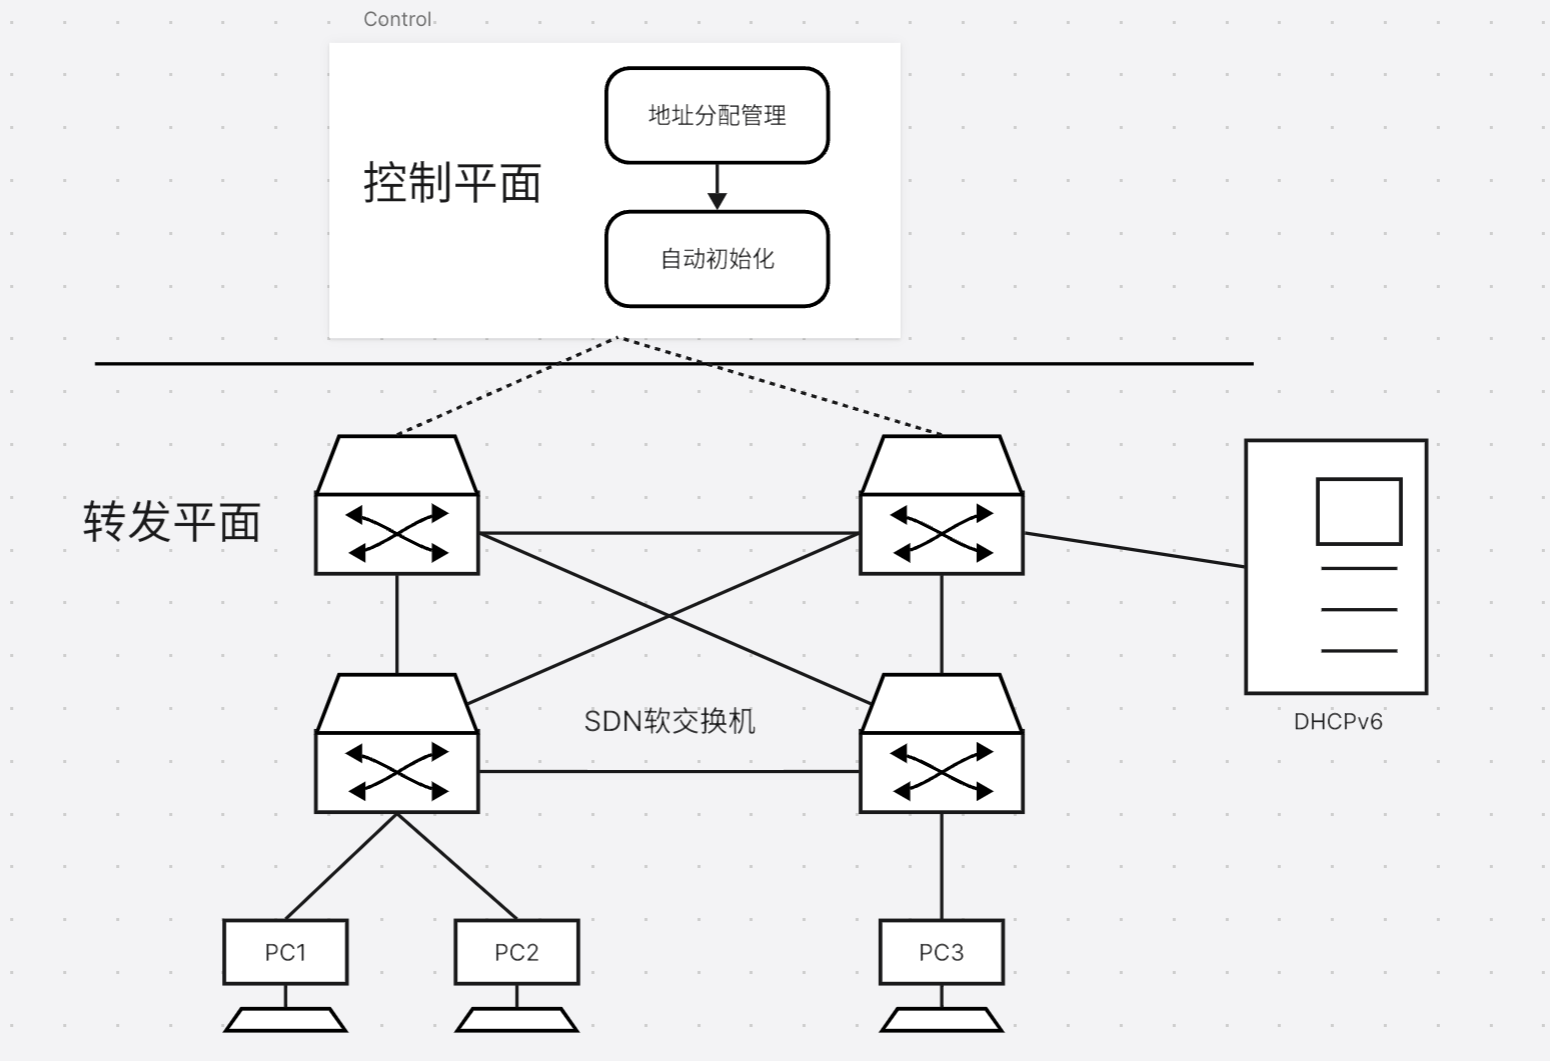 Control
地址分配管理
控制平面
自动初始化
转发平面
SDN软交换机
DHCPv6
PC1
PC2
PC3